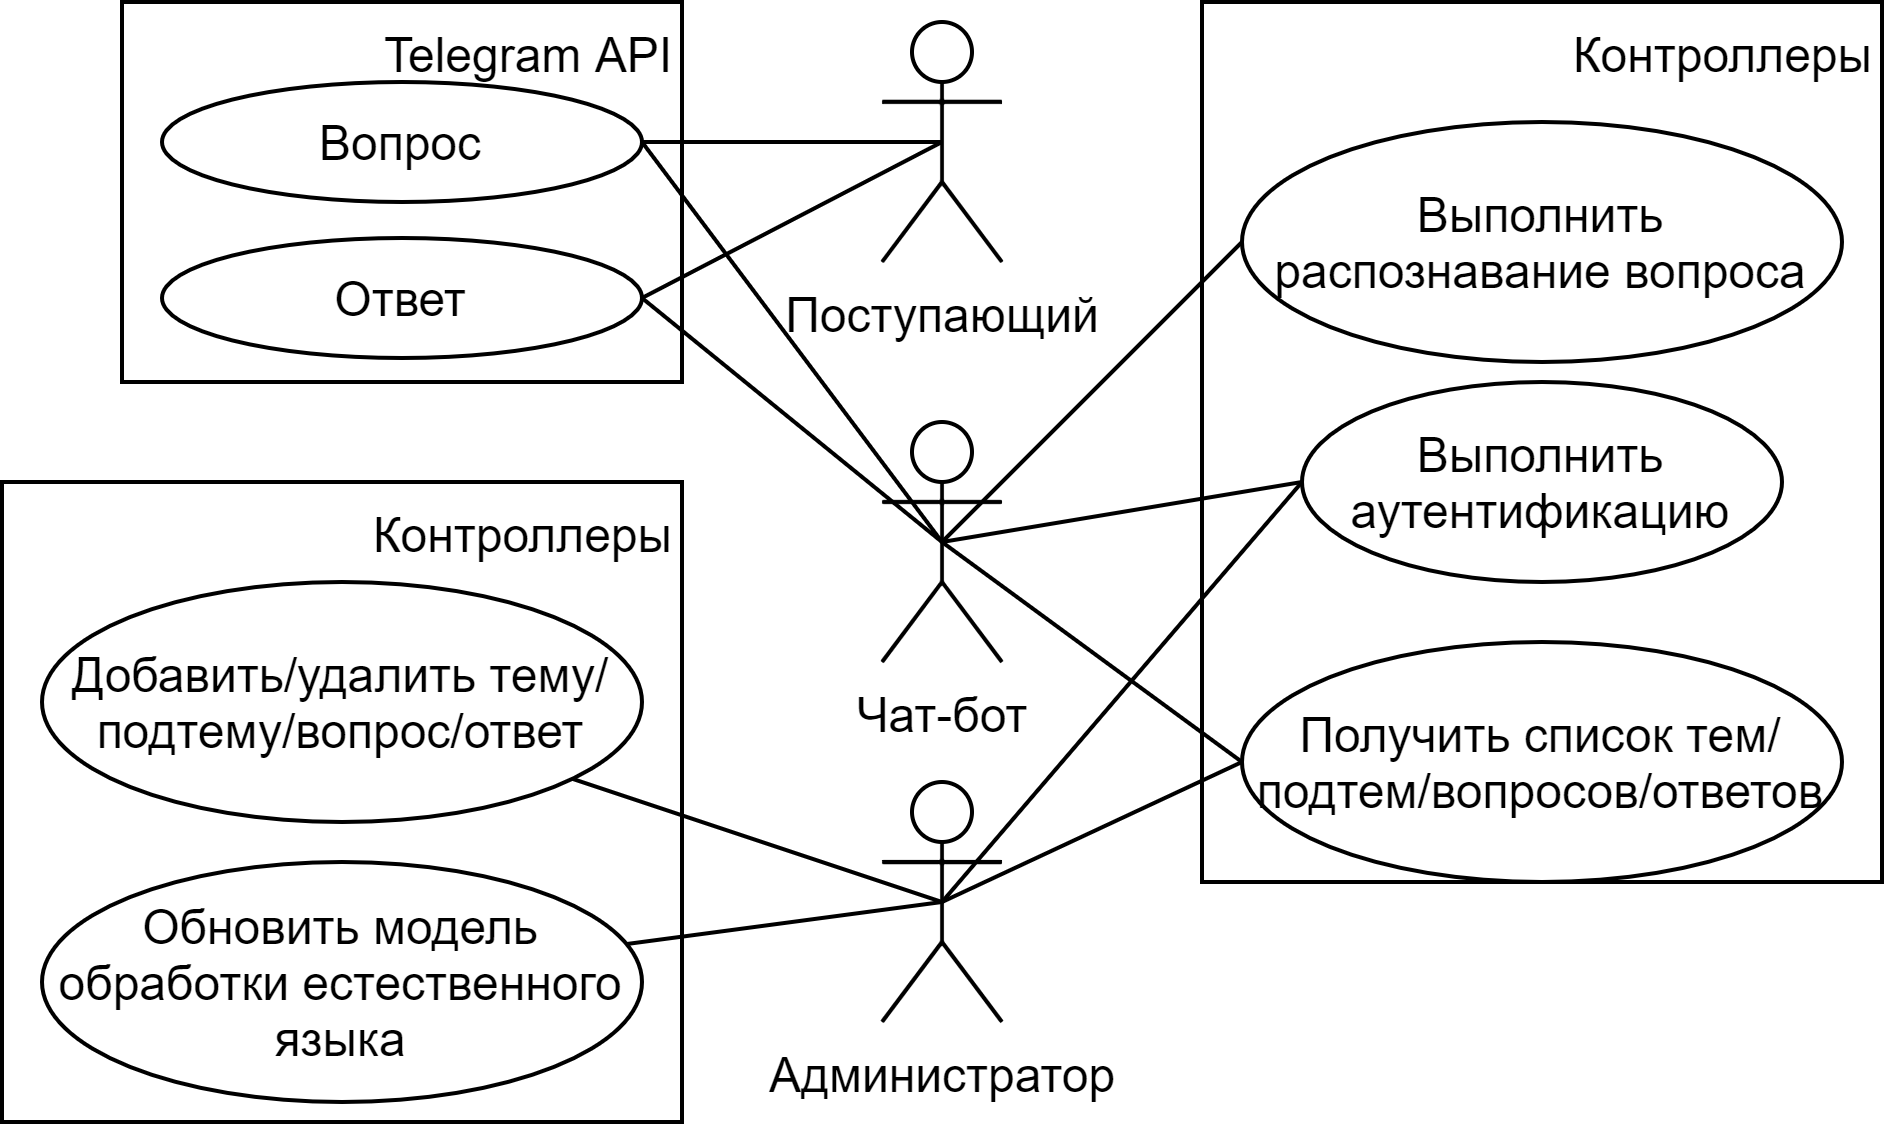 Telegram API
Вопрос
Ответ
Поступающий
Контроллеры
Выполнить
распознавание вопроса
Выполнить
аутентификацию
Получить список тем/
подтем/вопросов/ответов
Чат-бот
Контроллеры
Добавить/удалить тему/
подтему/вопрос/ответ
Обновить модель
обработки естественного
языка
Администратор